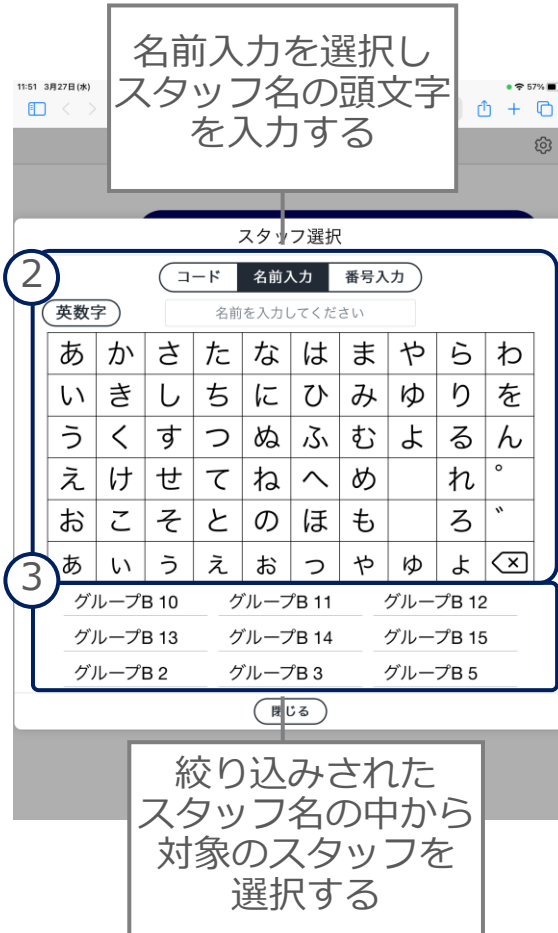 名前入力を選択し
スタッフ名の頭文字
を入力する
11:51 3月27日(水)
57%
スタッフ選択
2
コード 名前入力 番号入力
英数字 名前を入力してください
あ か さ た な は ま や ら わ
い き し ち に ひ み ゆ り を
う く す つ ぬ ふ む よ る ん
え け せ て ね へ め れ ゜
お こ そ と の ほ も ろ ゛
ぁ ぃ ぅ ぇ ぉ っ ゃ ゅ ょ
3
グループB 10 グループB 11 グループB 12
グループB 13 グループB 14 グループB 15
グループB 2 グループB 3 グループB 5
閉じる
絞り込みされた
スタッフ名の中から
対象のスタッフを
選択する